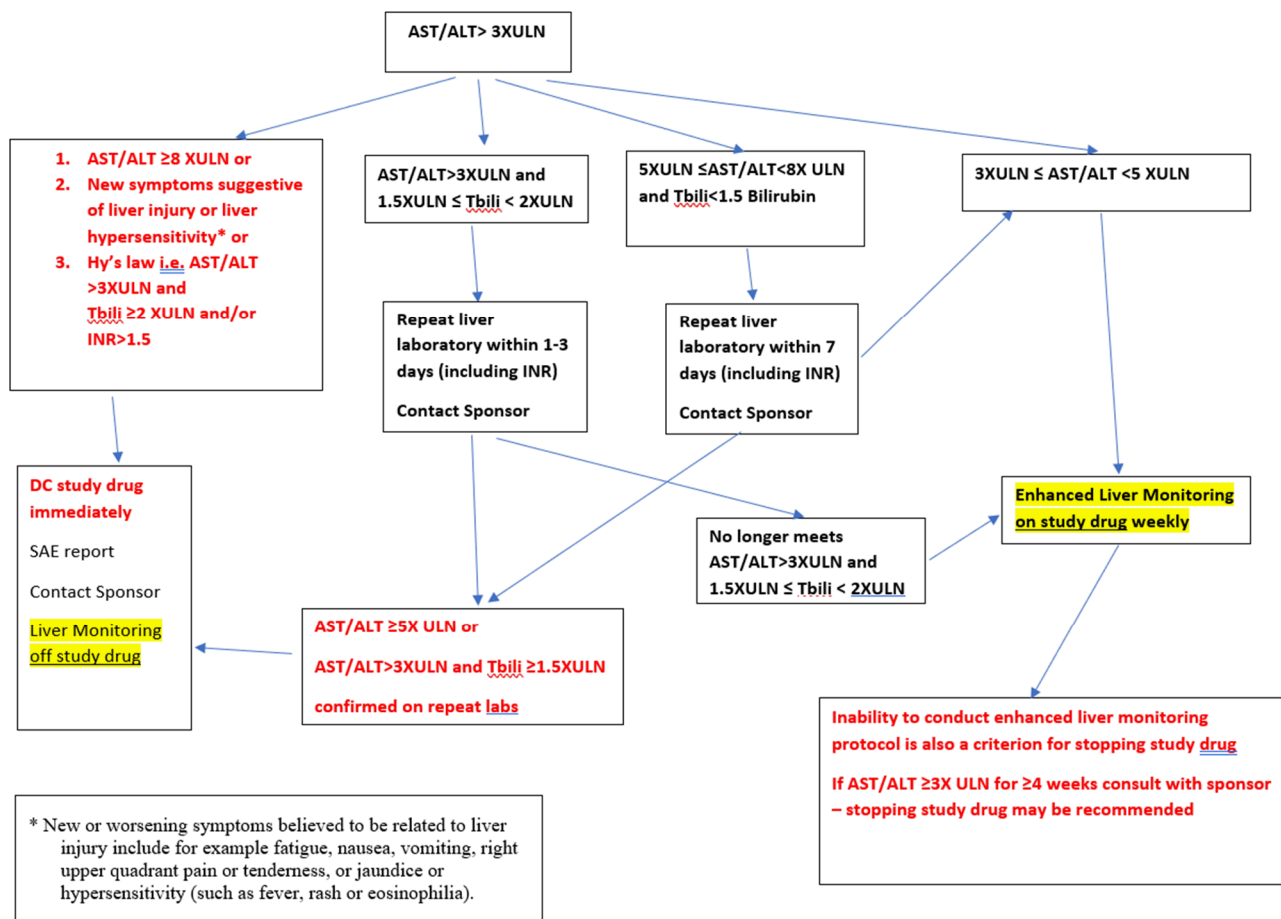 AST/ALT> 3XULN
1. AST/ALT ≥8 XULN or
2. New symptoms suggestive
of liver injury or liver
hypersensitivity* or
3. Hy's law i.e. AST/ALT
>3XULN and
Tbili ≥2 XULN and/or
INR>1.5
AST/ALT>3XULN and
1.5XULN ≤ Tbili < 2XULN
5XULN ≤AST/ALT<8X ULN
and Tbili<1.5 Bilirubin
3XULN ≤ AST/ALT <5 XULN
Repeat liver
laboratory within 1-3
days (including INR)
Contact Sponsor
Repeat liver
laboratory within 7
days (including INR)
Contact Sponsor
DC study drug
immediately
SAE report
Contact Sponsor
Liver Monitoring
off study drug
Enhanced Liver Monitoring
on study drug weekly
No longer meets
AST/ALT>3XULN and
1.5XULN ≤ Tbili < 2XULN
AST/ALT ≥5X ULN or
AST/ALT>3XULN and Tbili ≥1.5XULN
confirmed on repeat labs
Inability to conduct enhanced liver monitoring
protocol is also a criterion for stopping study drug
If AST/ALT ≥3X ULN for ≥4 weeks consult with sponsor
– stopping study drug may be recommended
* New or worsening symptoms believed to be related to liver
injury include for example fatigue, nausea, vomiting, right
upper quadrant pain or tenderness, or jaundice or
hypersensitivity (such as fever, rash or eosinophilia).